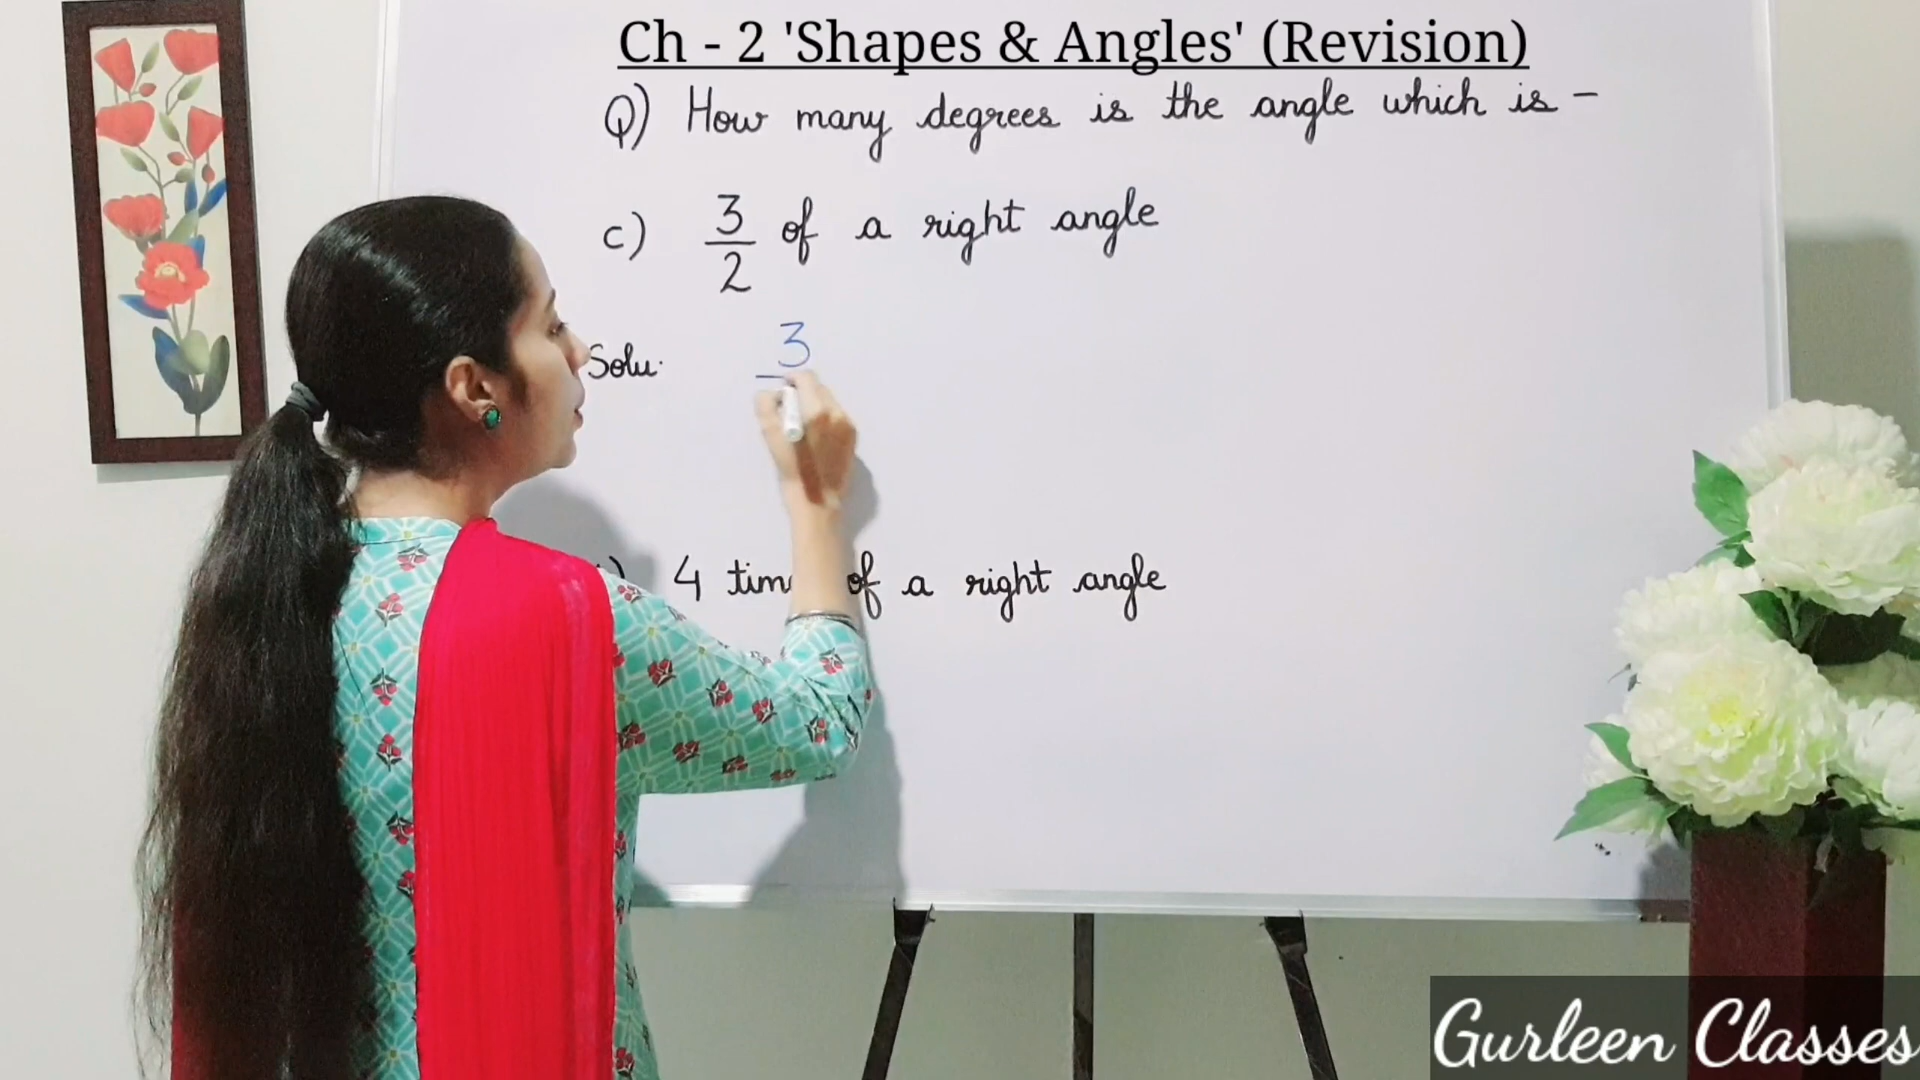 Ch - 2 'Shapes & Angles' (Revision)
Q) How many degrees is the angle which is -
c) 3/2 of a right angle
Solu. 3
4 of a right angle
Gurleen Classes